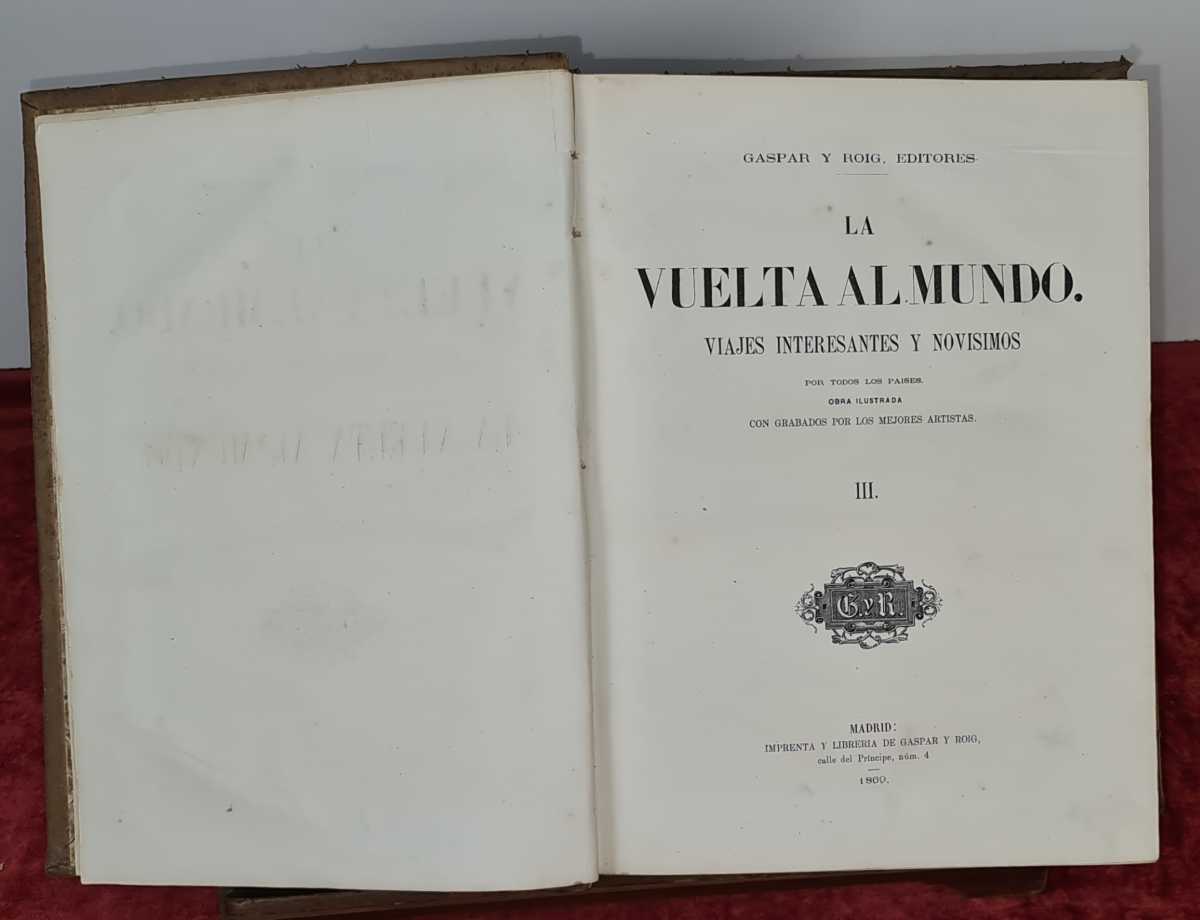 GASPAR Y ROIG, EDITORES
LA
VUELTA AL MUNDO.
VIAJES INTERESANTES Y NOVISIMOS
POR TODOS LOS PAISES.
OBRA ILUSTRADA
CON GRABADOS POR LOS MEJORES ARTISTAS.
III.
G. Y R.
MADRID:
IMPRENTA Y LIBRERIA DE GASPAR Y ROIG,
calle del Príncipe, núm. 4